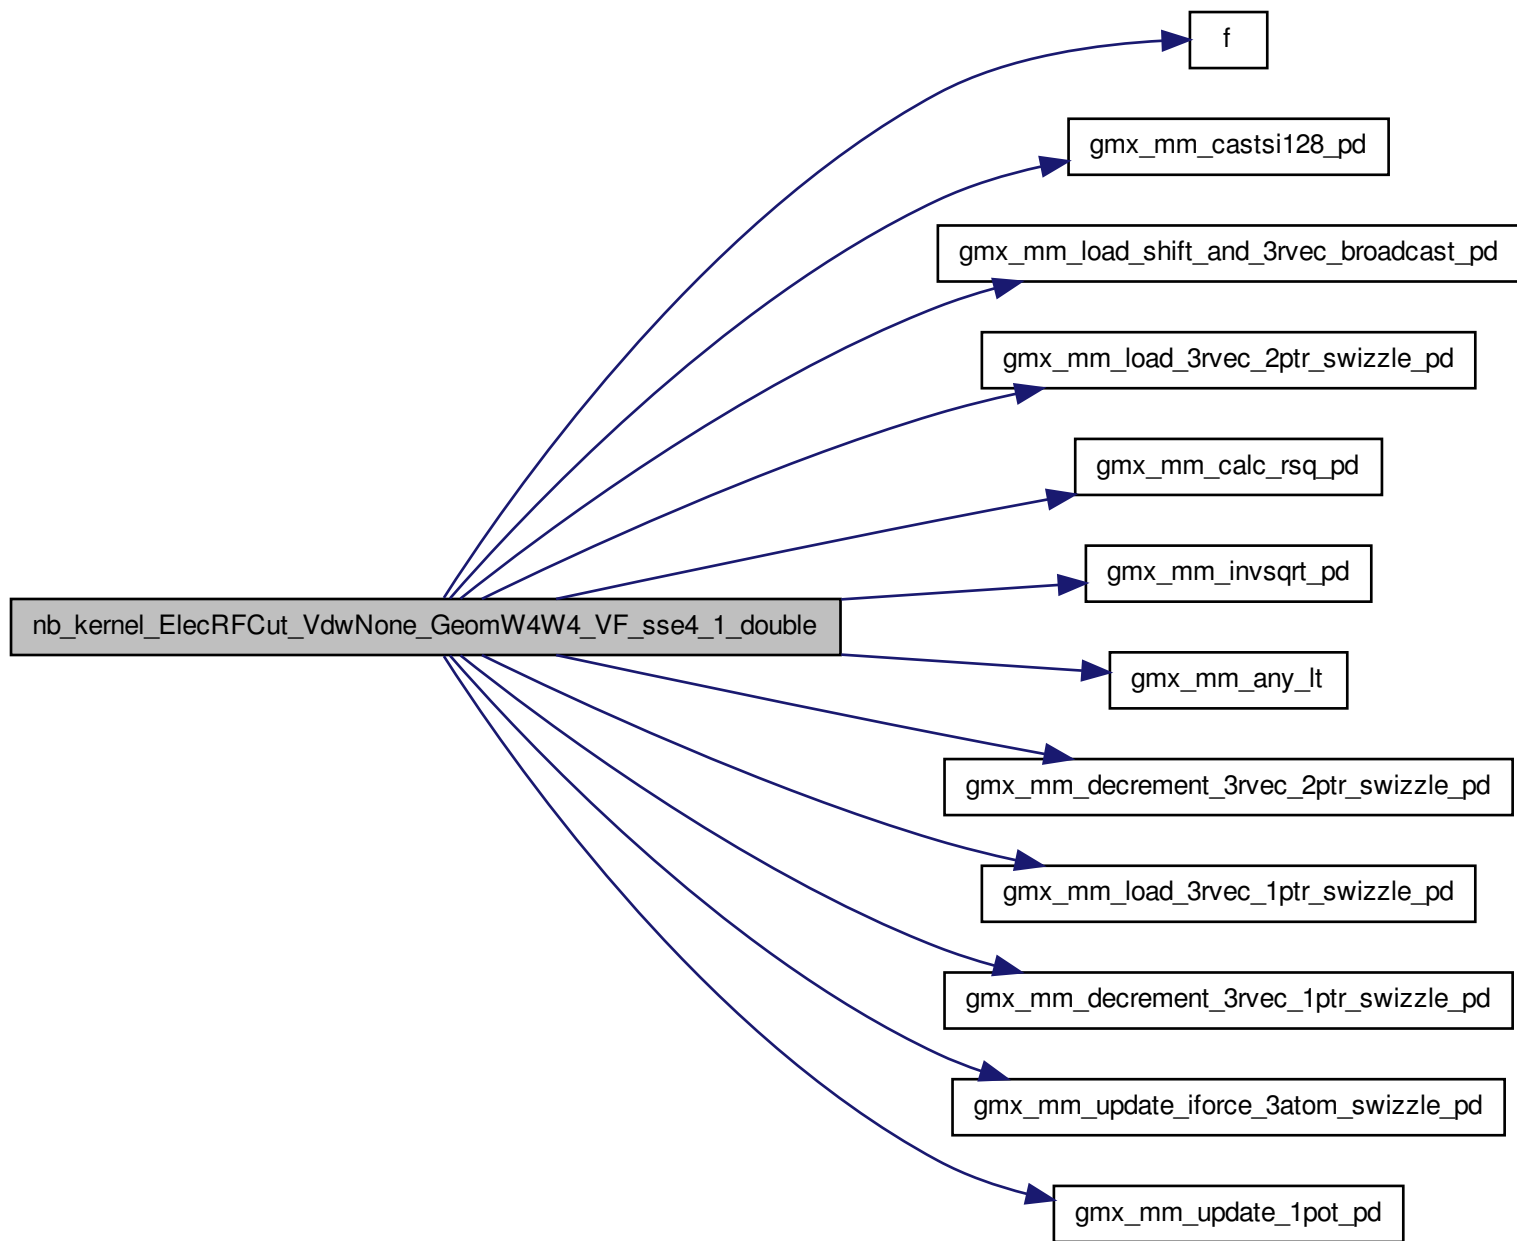 f
gmx_mm_castsi128_pd
gmx_mm_load_shift_and_3rvec_broadcast_pd
gmx_mm_load_3rvec_2ptr_swizzle_pd
gmx_mm_calc_rsq_pd
gmx_mm_invsqrt_pd
nb_kernel_ElecRFCut_VdwNone_GeomW4W4_VF_sse4_1_double
gmx_mm_any_lt
gmx_mm_decrement_3rvec_2ptr_swizzle_pd
gmx_mm_load_3rvec_1ptr_swizzle_pd
gmx_mm_decrement_3rvec_1ptr_swizzle_pd
gmx_mm_update_iforce_3atom_swizzle_pd
gmx_mm_update_1pot_pd